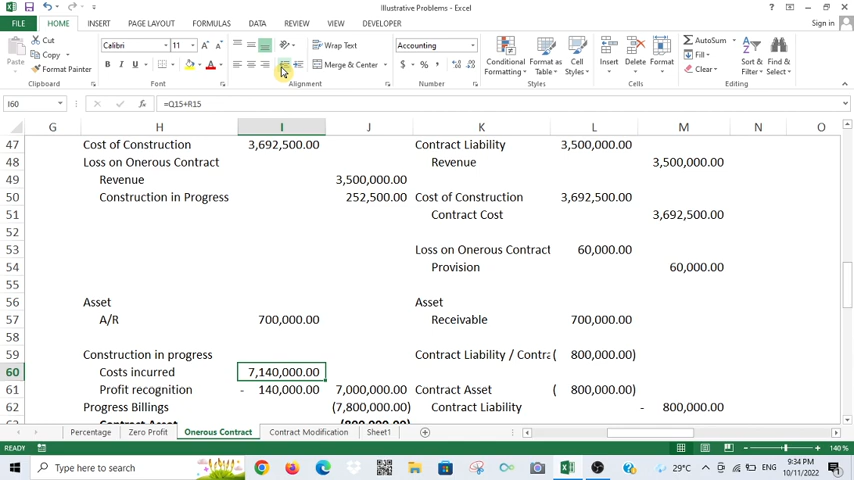 Illustrative Problems - Excel
Sign in
FILE HOME INSERT PAGE LAYOUT FORMULAS DATA REVIEW VIEW DEVELOPER
Paste
Cut
Copy
Format Painter
Clipboard
Calibri 11
B I U
Font
Wrap Text
Merge & Center
Alignment
Accounting
$ % ,
Number
Conditional Formatting
Format as Table
Cell Styles
Styles
Insert Delete Format
Cells
AutoSum
Fill
Clear
Sort & Filter
Find & Select
Editing
I60 =Q15+R15
G H I J K L M N O
47 Cost of Construction 3,692,500.00 Contract Liability 3,500,000.00
48 Loss on Onerous Contract Revenue 3,500,000.00
49 Revenue 3,500,000.00
50 Construction in Progress 252,500.00 Cost of Construction 3,692,500.00
51 Contract Cost 3,692,500.00
52
53 Loss on Onerous Contract 60,000.00
54 Provision 60,000.00
55
56 Asset Asset
57 A/R 700,000.00 Receivable 700,000.00
58
59 Construction in progress Contract Liability / Contra ( 800,000.00)
60 Costs incurred 7,140,000.00
61 Profit recognition - 140,000.00 7,000,000.00 Contract Asset ( 800,000.00)
62 Progress Billings (7,800,000.00) Contract Liability - 800,000.00
Percentage Zero Profit Onerous Contract Contract Modification Sheet1
READY
140 %
Type here to search
29°C
ENG
9:34 PM
10/11/2022